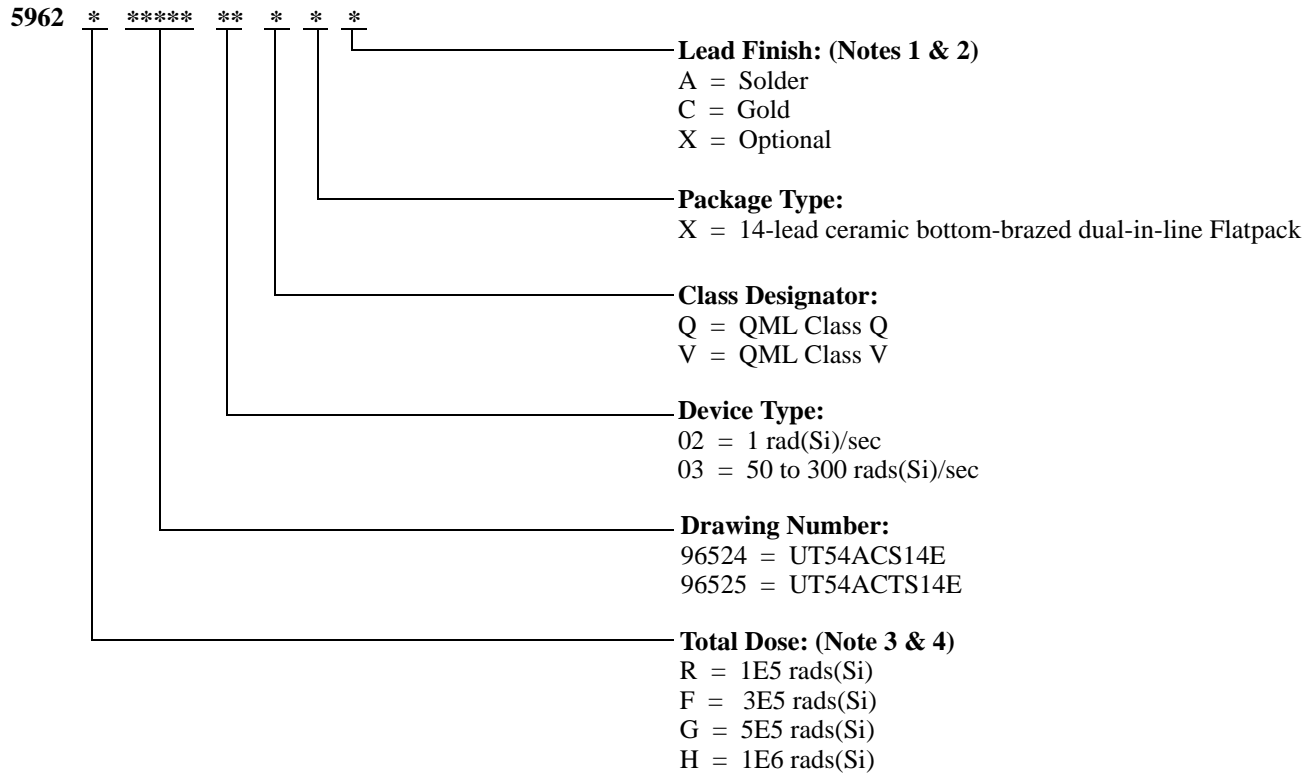 5962 * ***** ** * * *
Lead Finish: (Notes 1 & 2)
A = Solder
C = Gold
X = Optional
Package Type:
X = 14-lead ceramic bottom-brazed dual-in-line Flatpack
Class Designator:
Q = QML Class Q
V = QML Class V
Device Type:
02 = 1 rad(Si)/sec
03 = 50 to 300 rads(Si)/sec
Drawing Number:
96524 = UT54ACS14E
96525 = UT54ACTS14E
Total Dose: (Note 3 & 4)
R = 1E5 rads(Si)
F = 3E5 rads(Si)
G = 5E5 rads(Si)
H = 1E6 rads(Si)